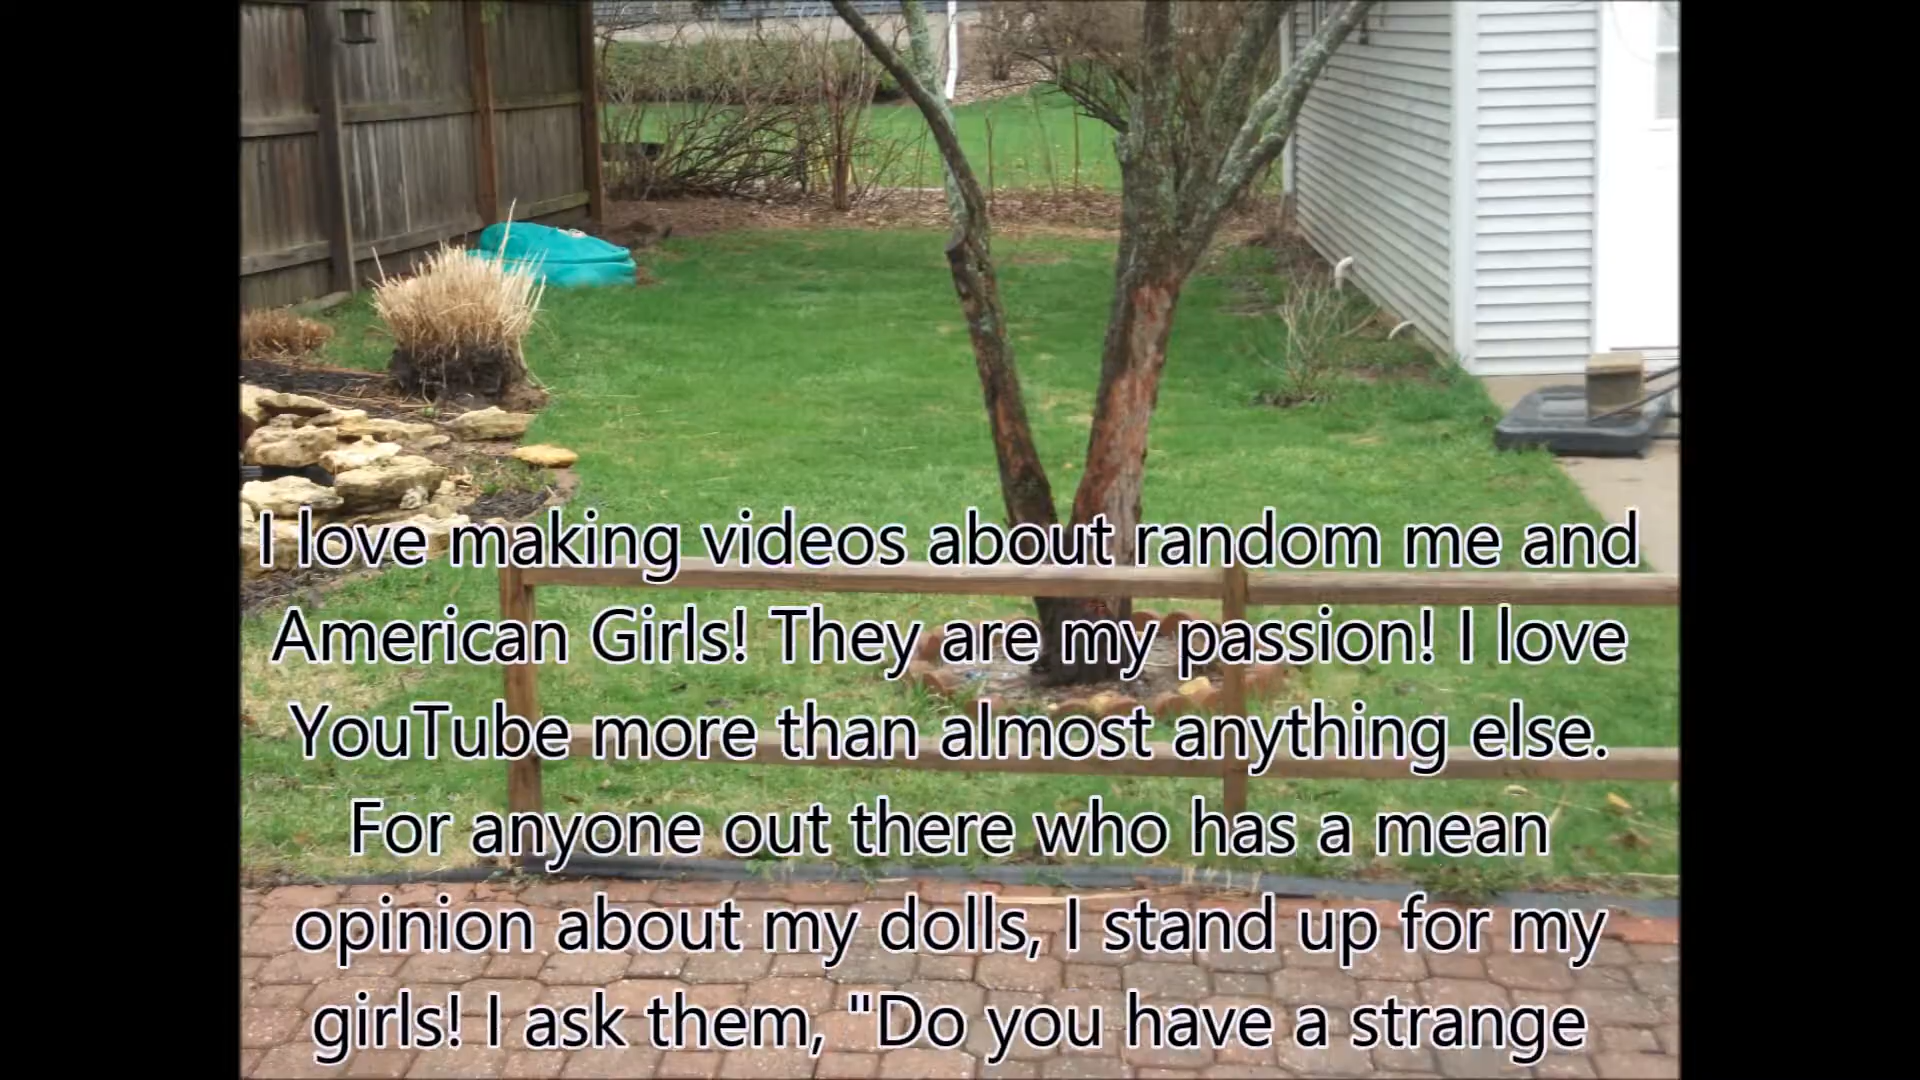 I love making videos about random me and
American Girls! They are my passion! I love
YouTube more than almost anything else.
For anyone out there who has a mean
opinion about my dolls, I stand up for my
girls! I ask them, "Do you have a strange